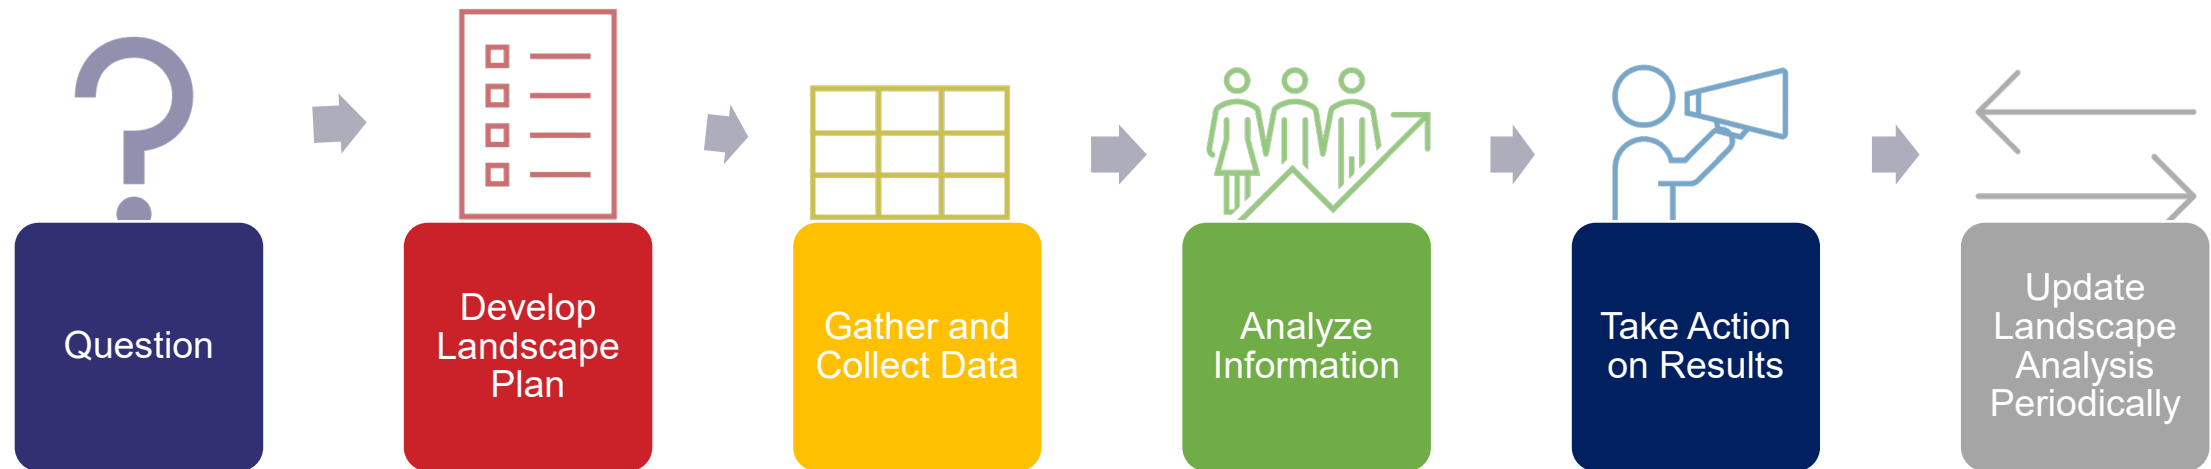 Question
Develop
Landscape
Plan
Gather and
Collect Data
Analyze
Information
Take Action
on Results
Update
Landscape
Analysis
Periodically